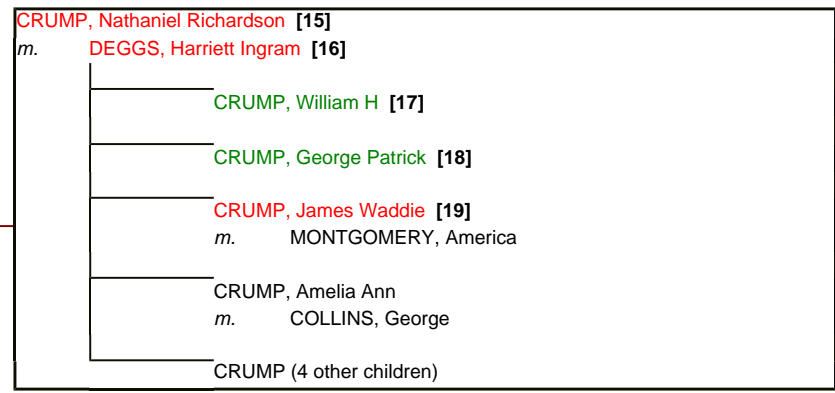 CRUMP, Nathaniel Richardson [15]
m. DEGGS, Harriett Ingram [16]
CRUMP, William H [17]
CRUMP, George Patrick [18]
CRUMP, James Waddie [19]
m. MONTGOMERY, America
CRUMP, Amelia Ann
m. COLLINS, George
CRUMP (4 other children)